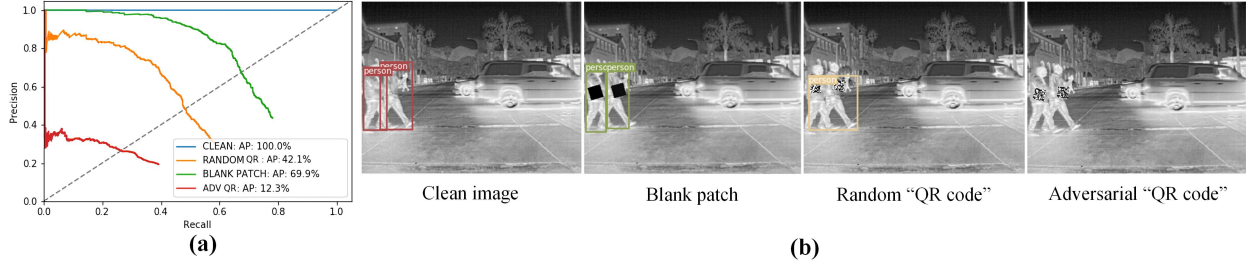 1.0
0.8
0.6
0.4
0.2
0.0
Precision
0.0 0.2 0.4 0.6 0.8 1.0
Recall
CLEAN: AP: 100.0%
RANDOM QR : AP: 42.1%
BLANK PATCH: AP: 69.9%
ADV QR: AP: 12.3%
(a)
person
person
Clean image
persc person
Blank patch
person
Random “QR code”
Adversarial “QR code”
(b)